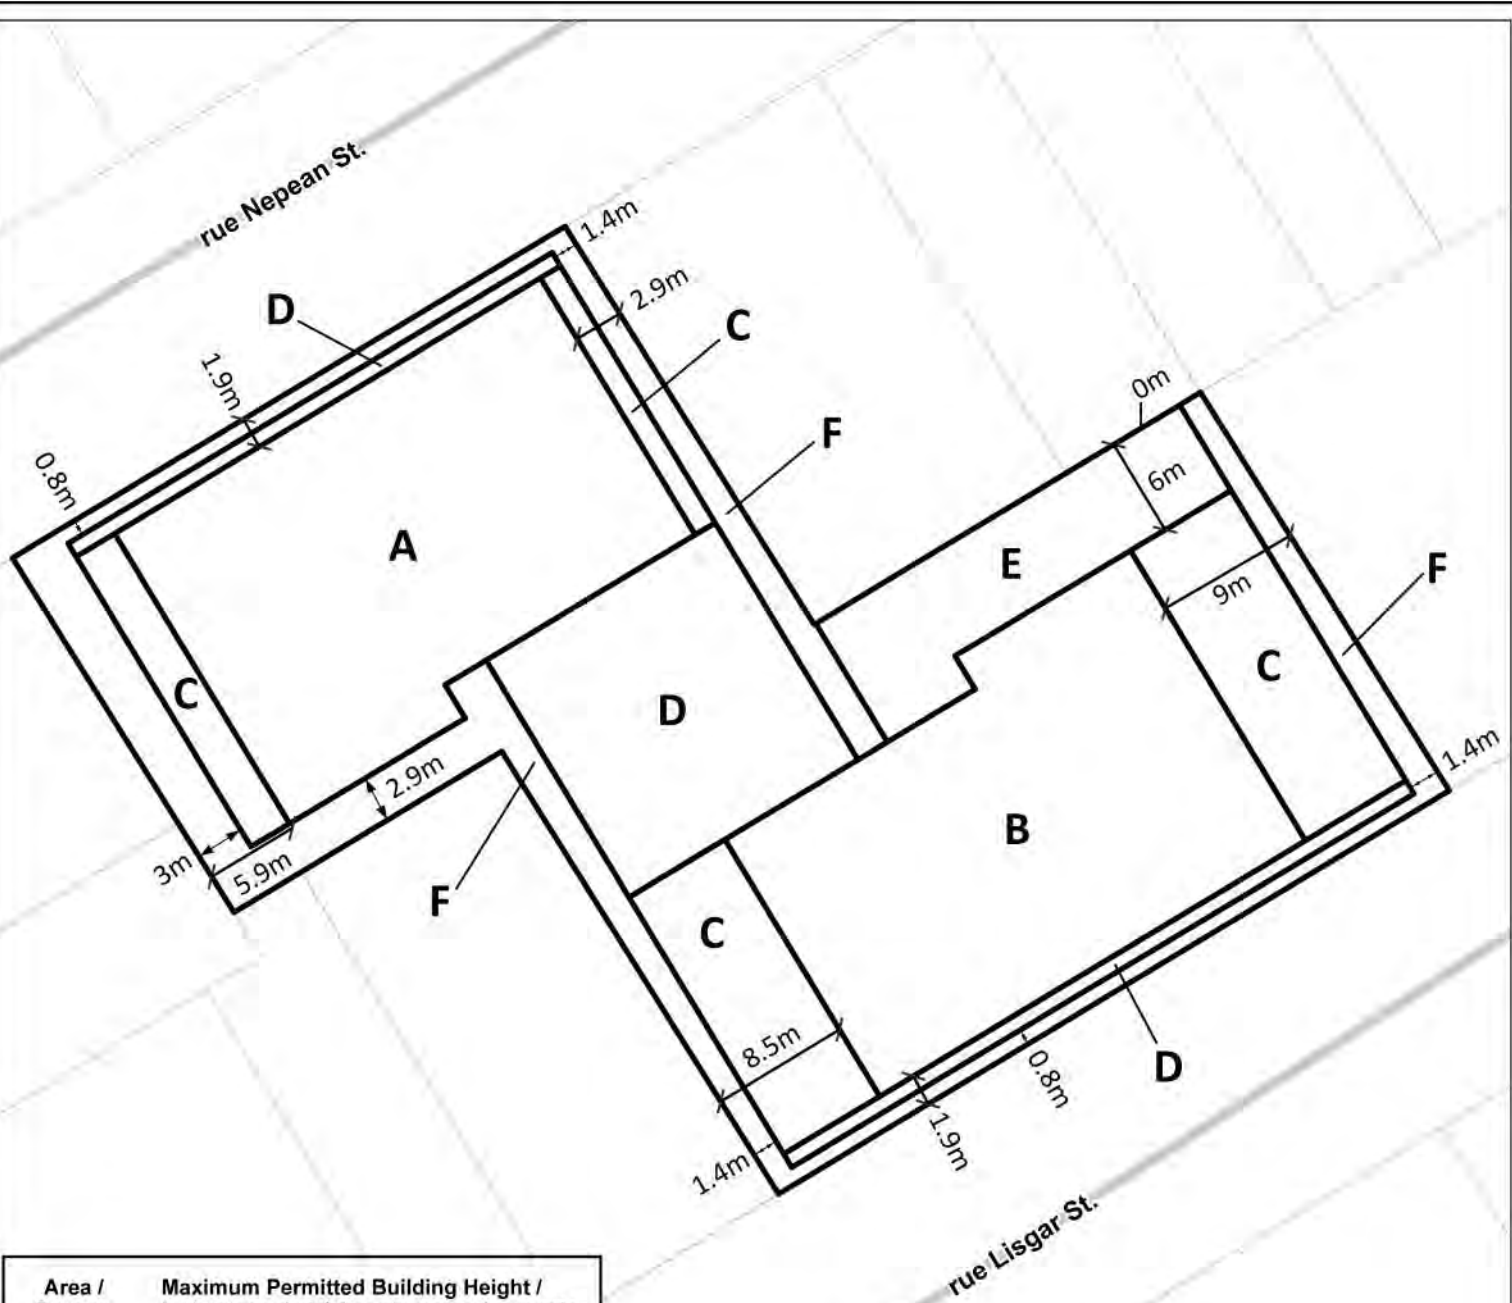 rue Nepean St.
1.4m
2.9m
D
C
1.9m
0m
F
0.8m
6m
A
E
F
9m
C
C
D
1.4m
2.9m
B
3m
5.9m
F
C
8.5m
0.8m
D
1.9m
1.4m
rue Lisgar St.
Area / Maximum Permitted Building Height /